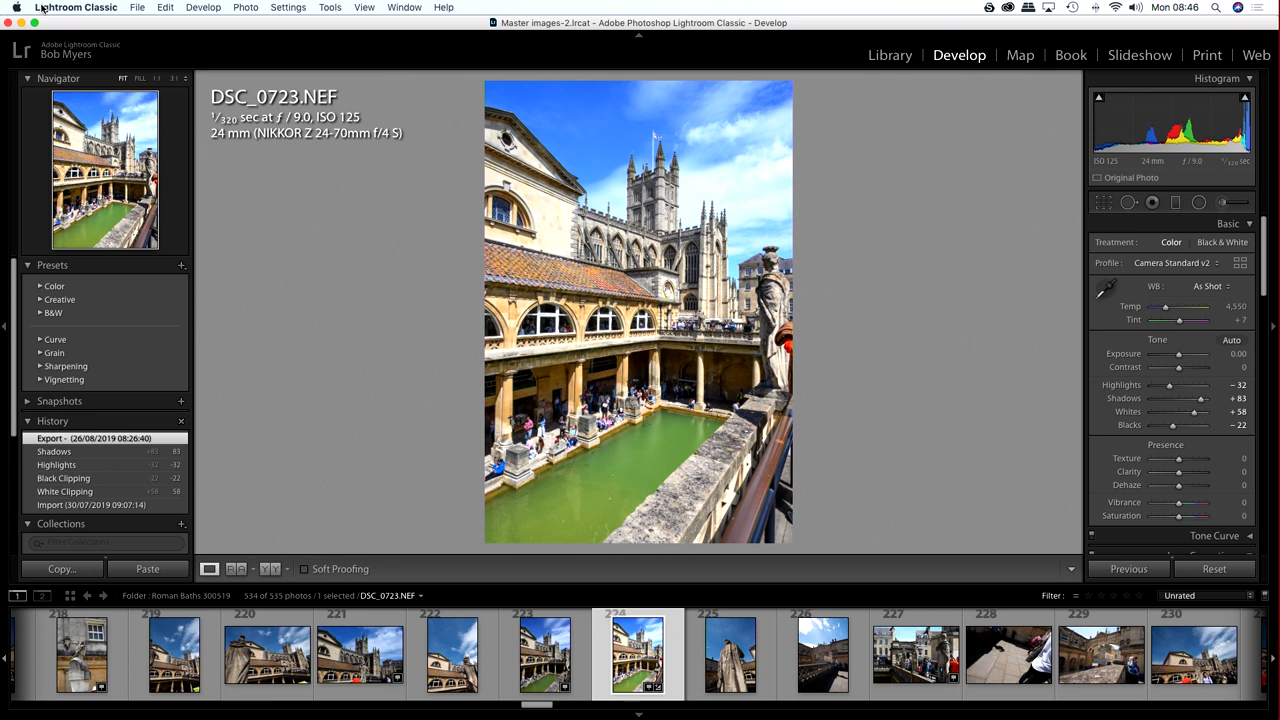 Lightroom Classic File Edit Develop Photo Settings Tools View Window Help Mon 08:46
Master images-2.lrcat - Adobe Photoshop Lightroom Classic - Develop
Lr Adobe Lightroom Classic
Bob Myers
Library | Develop | Map | Book | Slideshow | Print | Web
Navigator FIT FILL 1:1 3:1
Presets
Color
Creative
B&W
Curve
Grain
Sharpening
Vignetting
Snapshots
History
Export - (26/08/2019 08:26:40)
Shadows +83 83
Highlights -32 -32
Black Clipping -22 -22
White Clipping +58 58
Import (30/07/2019 09:07:14)
Collections
Filter Collections
Copy... Paste
DSC_0723.NEF
1/320 sec at ƒ / 9.0, ISO 125
24 mm (NIKKOR Z 24-70mm f/4 S)
Soft Proofing
Histogram
ISO 125 24 mm ƒ / 9.0 1/320 sec
Original Photo
Basic
Treatment : Color Black & White
Profile : Camera Standard v2
WB : As Shot
Temp 4,550
Tint + 7
Tone Auto
Exposure 0.00
Contrast 0
Highlights − 32
Shadows + 83
Whites + 58
Blacks − 22
Presence
Texture 0
Clarity 0
Dehaze 0
Vibrance 0
Saturation 0
Tone Curve
Previous Reset
1 2 Folder : Roman Baths 300519 534 of 535 photos / 1 selected / DSC_0723.NEF Filter : Unrated
218 219 220 221 222 223 224 225 226 227 228 229 230